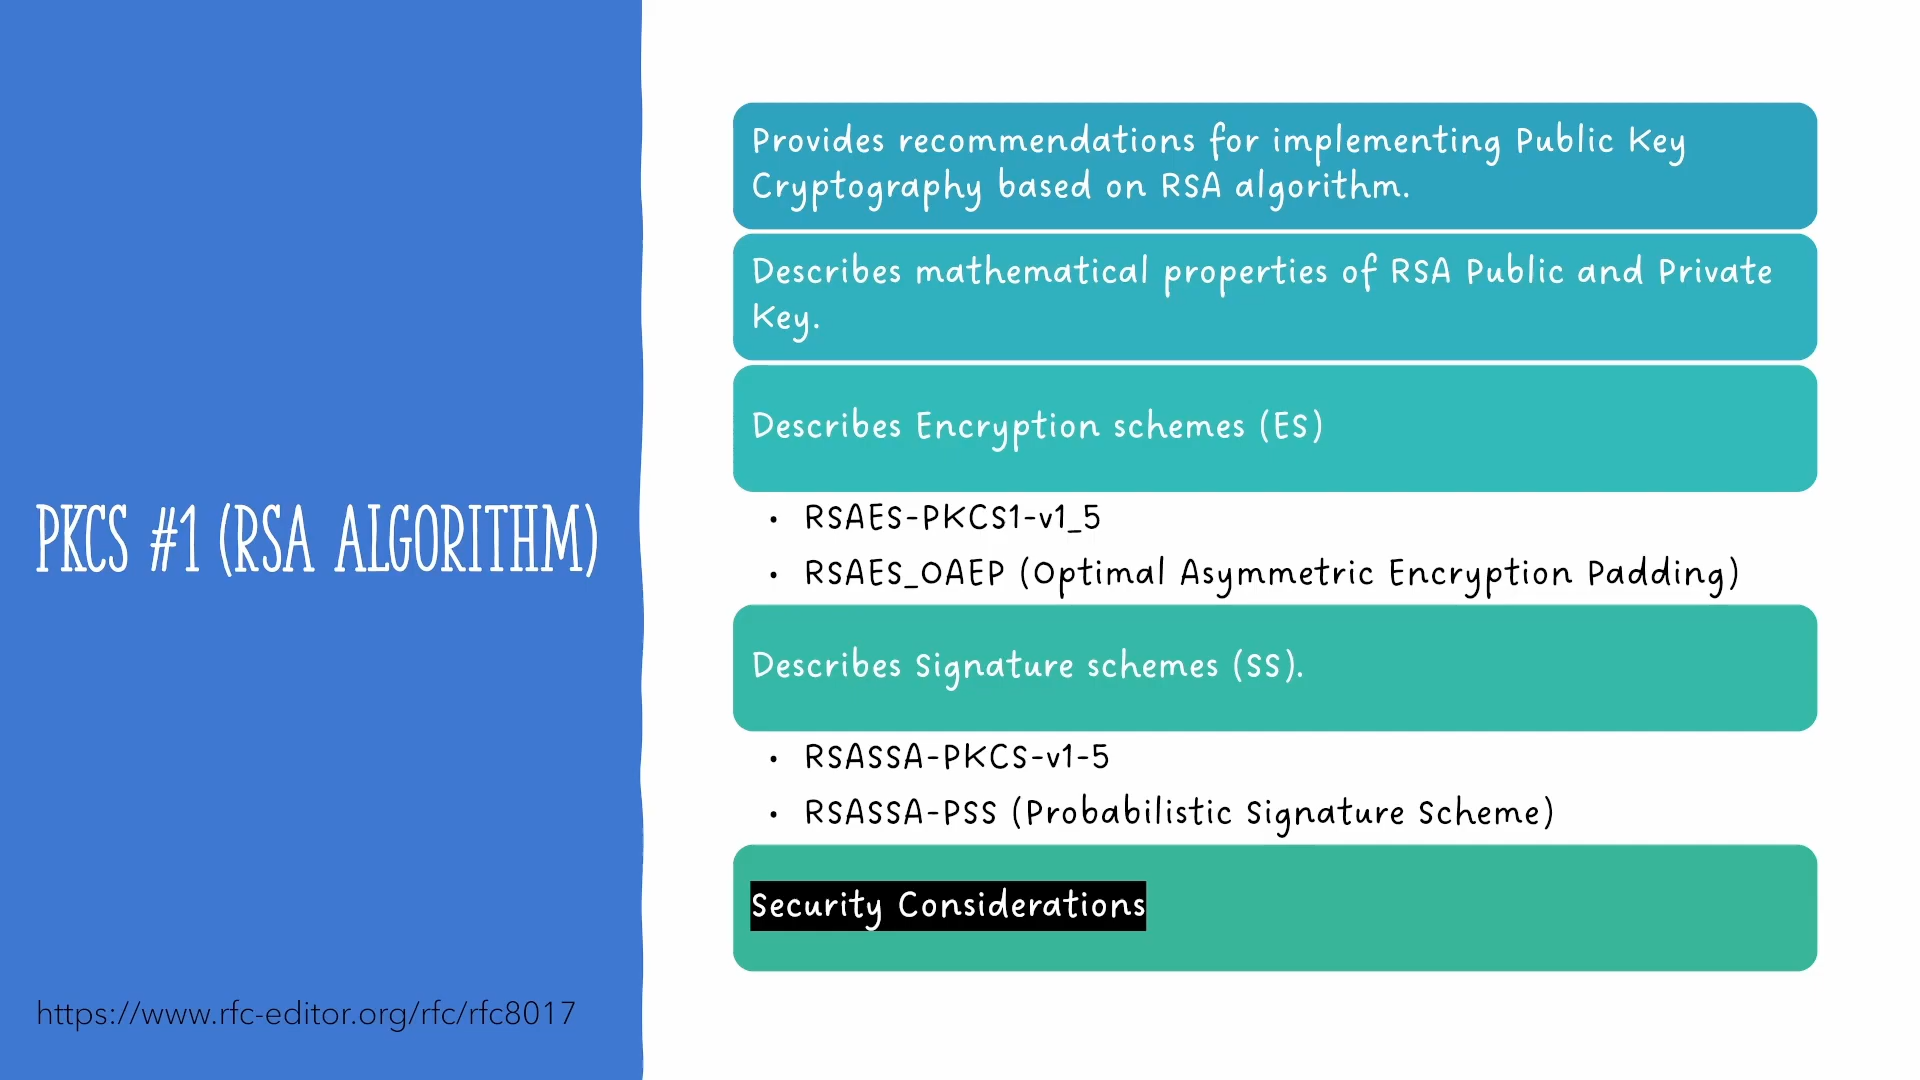 PKCS #1 (RSA ALGORITHM)
https://www.rfc-editor.org/rfc/rfc8017
Provides recommendations for implementing Public Key
Cryptography based on RSA algorithm.
Describes mathematical properties of RSA Public and Private
Key.
Describes Encryption schemes (ES)
• RSAES-PKCS1-v1_5
• RSAES_OAEP (Optimal Asymmetric Encryption Padding)
Describes Signature schemes (SS).
• RSASSA-PKCS-v1-5
• RSASSA-PSS (Probabilistic Signature Scheme)
Security Considerations